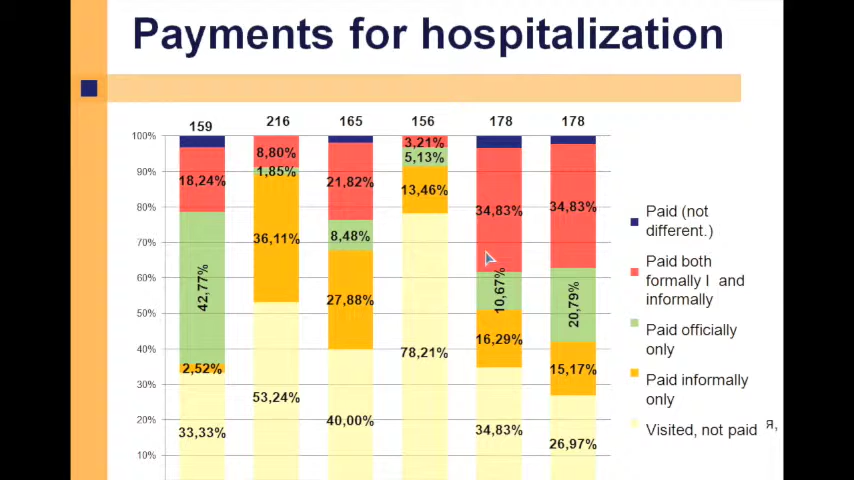 Payments for hospitalization
159 216 165 156 178 178
100%
90%
80%
70%
60%
50%
40%
30%
20%
10%
18,24%
42,77%
2,52%
33,33%
8,80%
1,85%
36,11%
53,24%
21,82%
8,48%
27,88%
40,00%
3,21%
5,13%
13,46%
78,21%
34,83%
10,67%
16,29%
34,83%
34,83%
20,79%
15,17%
26,97%
Paid (not
different.)
Paid both
formally I and
informally
Paid officially
only
Paid informally
only
Visited, not paid
я,